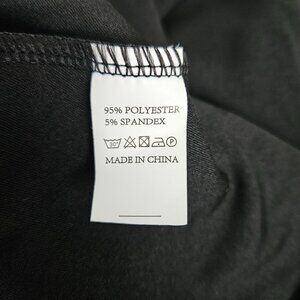 95% POLYESTER
5% SPANDEX
MADE IN CHINA